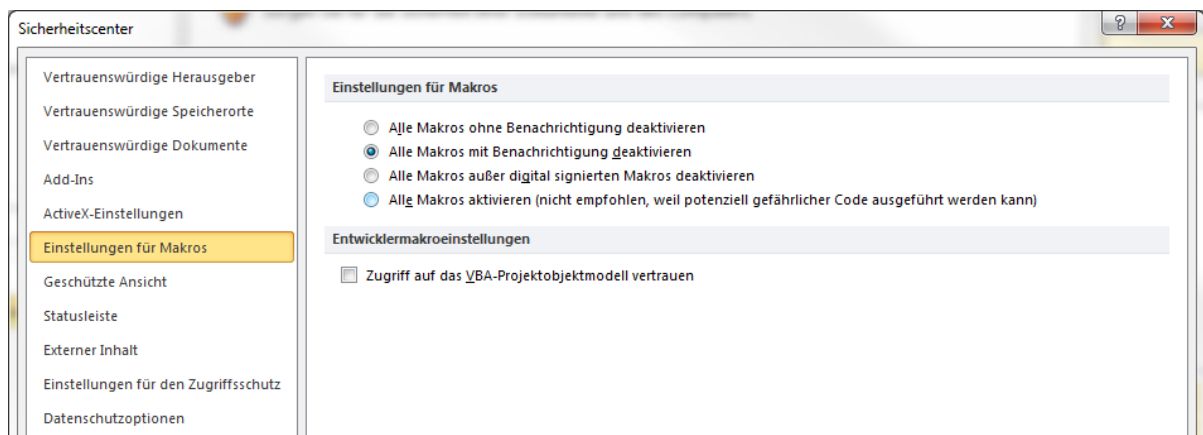 Sicherheitscenter
Vertrauenswürdige Herausgeber
Vertrauenswürdige Speicherorte
Vertrauenswürdige Dokumente
Add-Ins
ActiveX-Einstellungen
Einstellungen für Makros
Geschützte Ansicht
Statusleiste
Externer Inhalt
Einstellungen für den Zugriffsschutz
Datenschutzoptionen
Einstellungen für Makros
Alle Makros ohne Benachrichtigung deaktivieren
Alle Makros mit Benachrichtigung deaktivieren
Alle Makros außer digital signierten Makros deaktivieren
Alle Makros aktivieren (nicht empfohlen, weil potenziell gefährlicher Code ausgeführt werden kann)
Entwicklermakroeinstellungen
Zugriff auf das VBA-Projektobjektmodell vertrauen